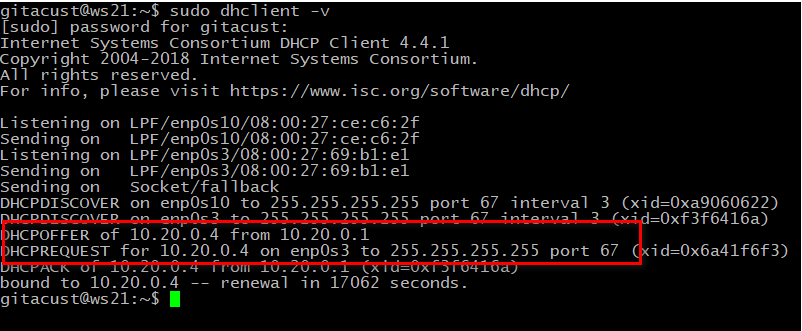 gitacust@ws21:~$ sudo dhclient -v
[sudo] password for gitacust:
Internet Systems Consortium DHCP Client 4.4.1
Copyright 2004-2018 Internet Systems Consortium.
All rights reserved.
For info, please visit https://www.isc.org/software/dhcp/
Listening on LPF/enp0s10/08:00:27:ce:c6:2f
Sending on   LPF/enp0s10/08:00:27:ce:c6:2f
Listening on LPF/enp0s3/08:00:27:69:b1:e1
Sending on   LPF/enp0s3/08:00:27:69:b1:e1
Sending on   Socket/fallback
DHCPDISCOVER on enp0s10 to 255.255.255.255 port 67 interval 3 (xid=0xa9060622)
DHCPDISCOVER on enp0s3 to 255.255.255.255 port 67 interval 3 (xid=0xf3f6416a)
DHCPOFFER of 10.20.0.4 from 10.20.0.1
DHCPREQUEST for 10.20.0.4 on enp0s3 to 255.255.255.255 port 67 (xid=0x6a41f6f3)
DHCPACK of 10.20.0.4 from 10.20.0.1 (xid=0xf3f6416a)
bound to 10.20.0.4 -- renewal in 17062 seconds.
gitacust@ws21:~$